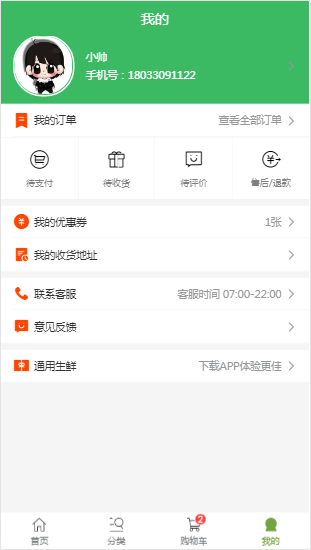 我的
小帅
手机号：18033091122
我的订单 查看全部订单
待支付 待收货 待评价 售后/退款
我的优惠券 1张
我的收货地址
联系客服 客服时间 07:00-22:00
意见反馈
通用生鲜 下载APP体验更佳
2
首页 分类 购物车 我的